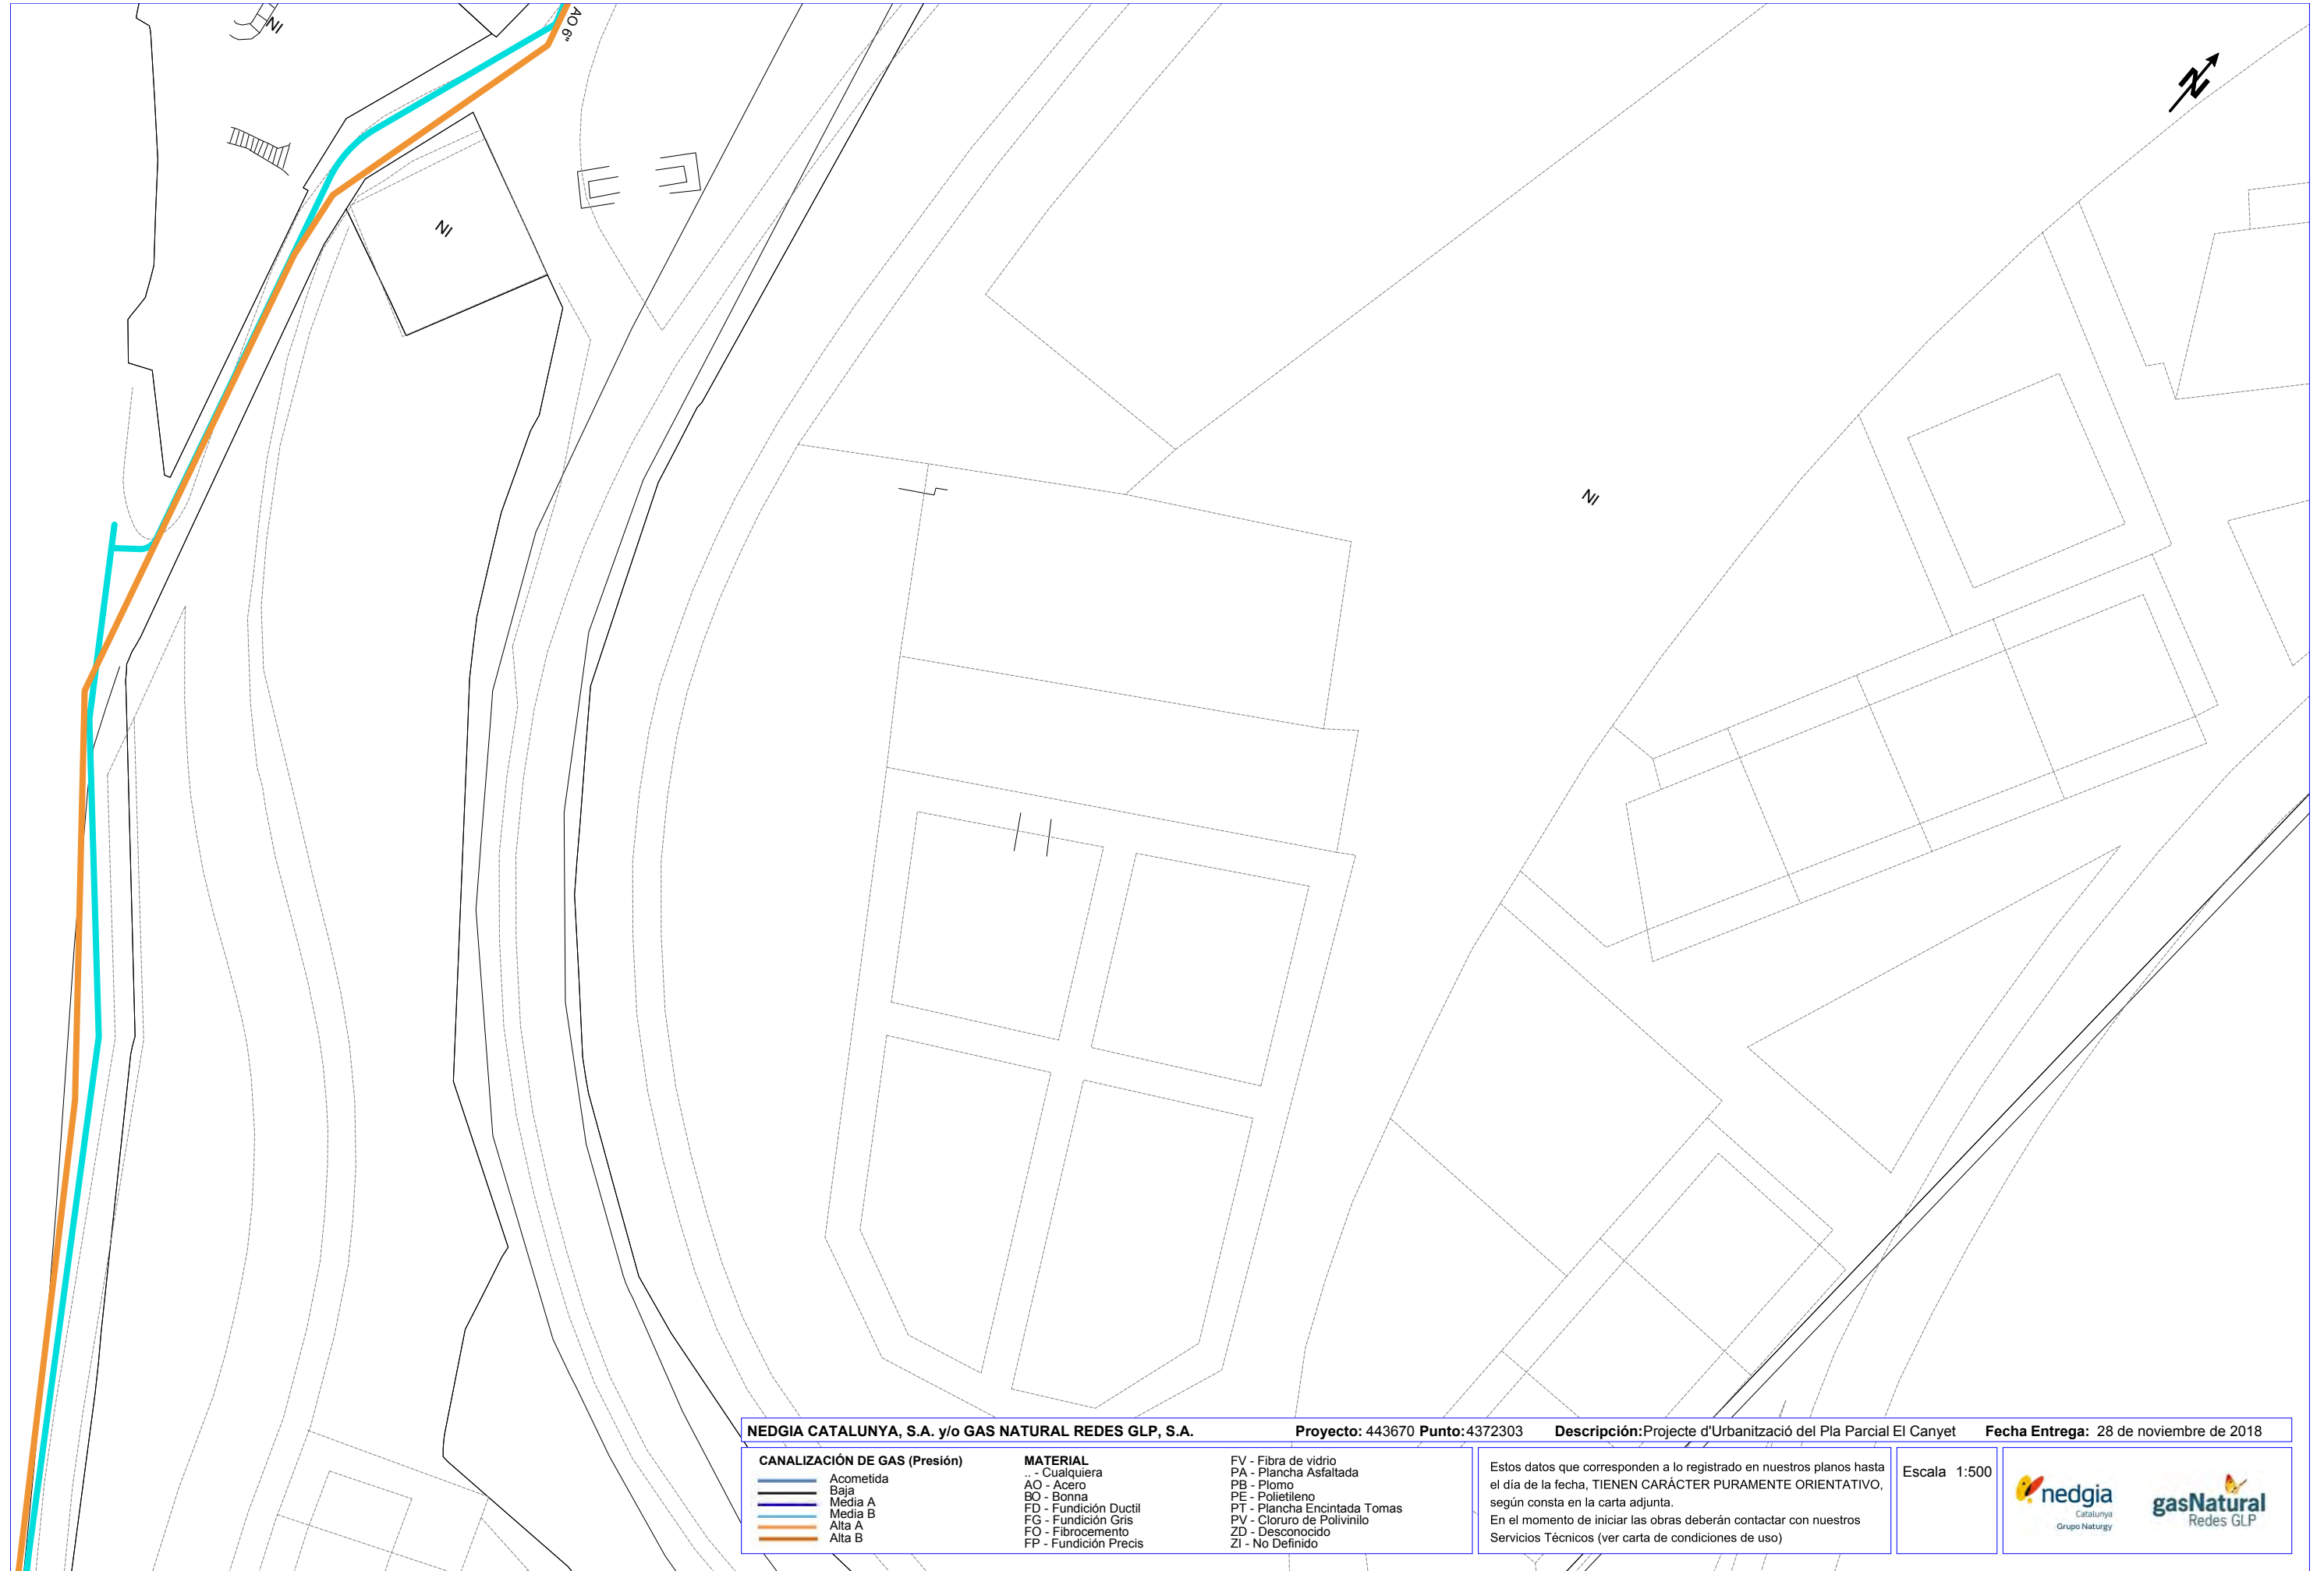 NI
AO 6"
N
NI
NI
NEDGIA CATALUNYA, S.A. y/o GAS NATURAL REDES GLP, S.A. Proyecto: 443670 Punto:4372303 Descripción:Projecte d'Urbanització del Pla Parcial El Canyet Fecha Entrega: 28 de noviembre de 2018
CANALIZACIÓN DE GAS (Presión)
Acometida
Baja
Media A
Media B
Alta A
Alta B
MATERIAL
.. - Cualquiera
AO - Acero
BO - Bonna
FD - Fundición Ductil
FG - Fundición Gris
FO - Fibrocemento
FP - Fundición Precis
FV - Fibra de vidrio
PA - Plancha Asfaltada
PB - Plomo
PE - Polietileno
PT - Plancha Encintada Tomas
PV - Cloruro de Polivinilo
ZD - Desconocido
ZI - No Definido
Estos datos que corresponden a lo registrado en nuestros planos hasta
el día de la fecha, TIENEN CARÁCTER PURAMENTE ORIENTATIVO,
según consta en la carta adjunta.
En el momento de iniciar las obras deberán contactar con nuestros
Servicios Técnicos (ver carta de condiciones de uso)
Escala 1:500
nedgia
Catalunya
Grupo Naturgy
gasNatural
Redes GLP